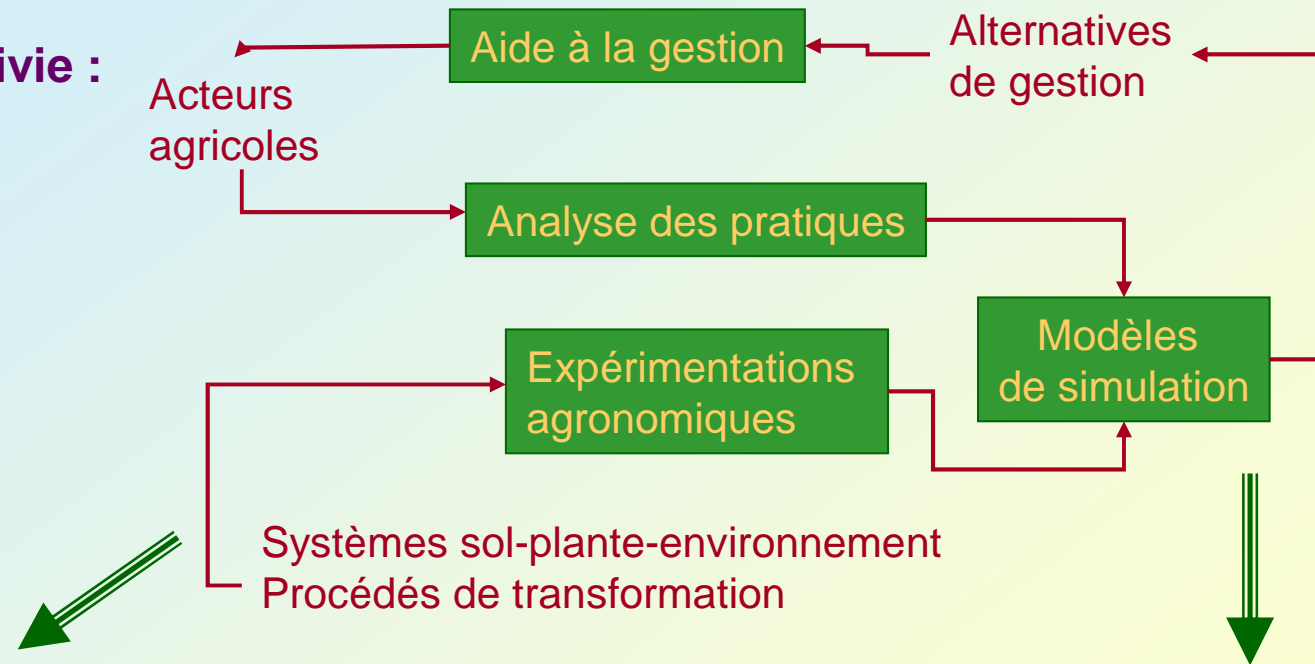 ivie :
Aide à la gestion
Alternatives
de gestion
Acteurs
agricoles
Analyse des pratiques
Modèles
de simulation
Expérimentations
agronomiques
Systèmes sol-plante-environnement
Procédés de transformation